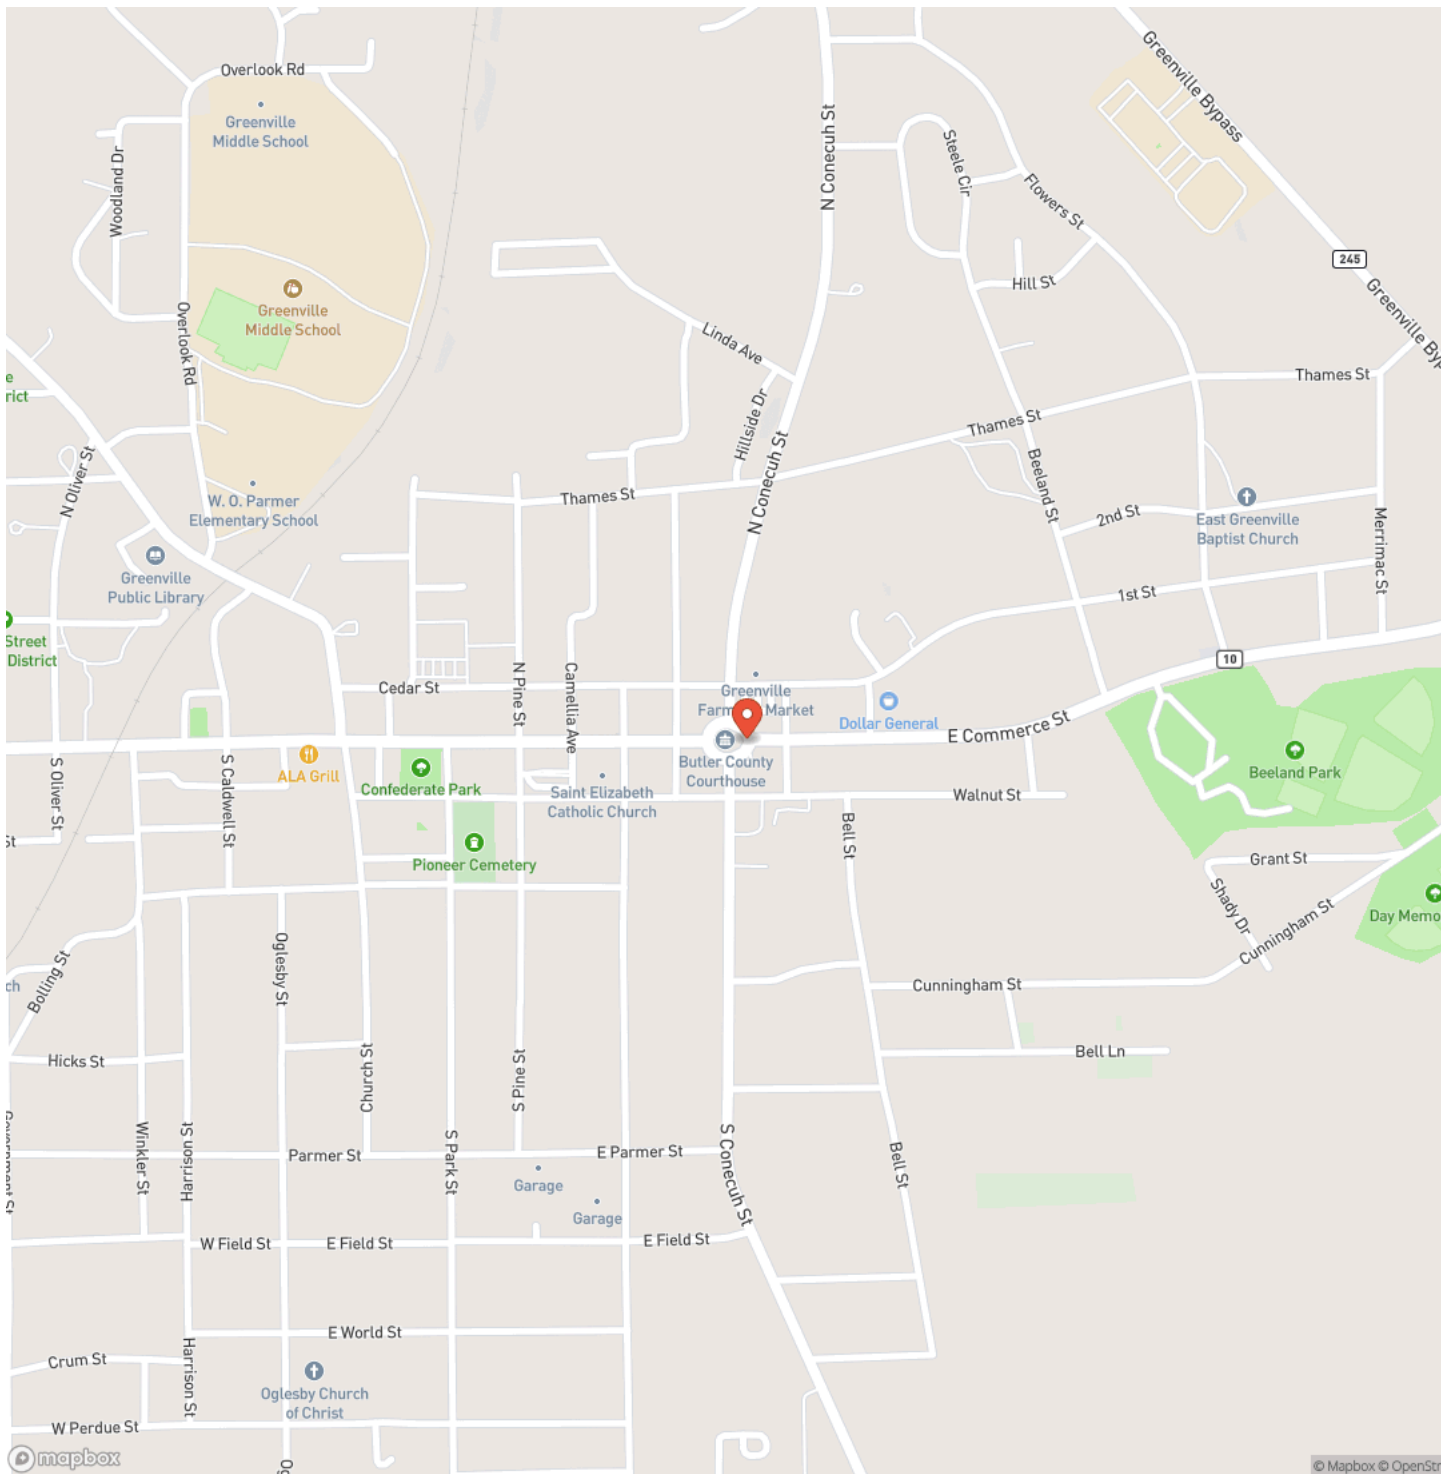 Overlook Rd
Greenville
Middle School
Woodland Dr
N Conecuh St
Steele Cir
Greenville Bypass
Flowers St
245
Hill St
Greenville
Middle School
Overlook Rd
Linda Ave
Thames St
Hillside Dr
Thames St
N Oliver St
Beeland St
N Conecuh St
Thames St
2nd St
East Greenville
Baptist Church
Merrimac St
W. O. Parmer
Elementary School
Greenville
Public Library
1st St
Street
District
10
N Pine St
Camellia Ave
Cedar St
Greenville
Market
Dollar General
E Commerce St
S Oliver St
S Caldwell St
ALA Grill
Confederate Park
Butler County
Courthouse
Saint Elizabeth
Catholic Church
Beeland Park
Walnut St
Bell St
Pioneer Cemetery
Grant St
Shady Dr
Day
Cunningham St
Oglesby St
Bolling St
Cunningham St
Hicks St
Church St
S Pine St
Bell Ln
Winkler St
Harrison St
Parmer St
S Park St
E Parmer St
S Conecuh St
Bell St
Garage
Garage
W Field St
E Field St
E Field St
E World St
Crum St
Harrison St
Oglesby Church
of Christ
W Perdue St
mapbox
© Mapbox ©